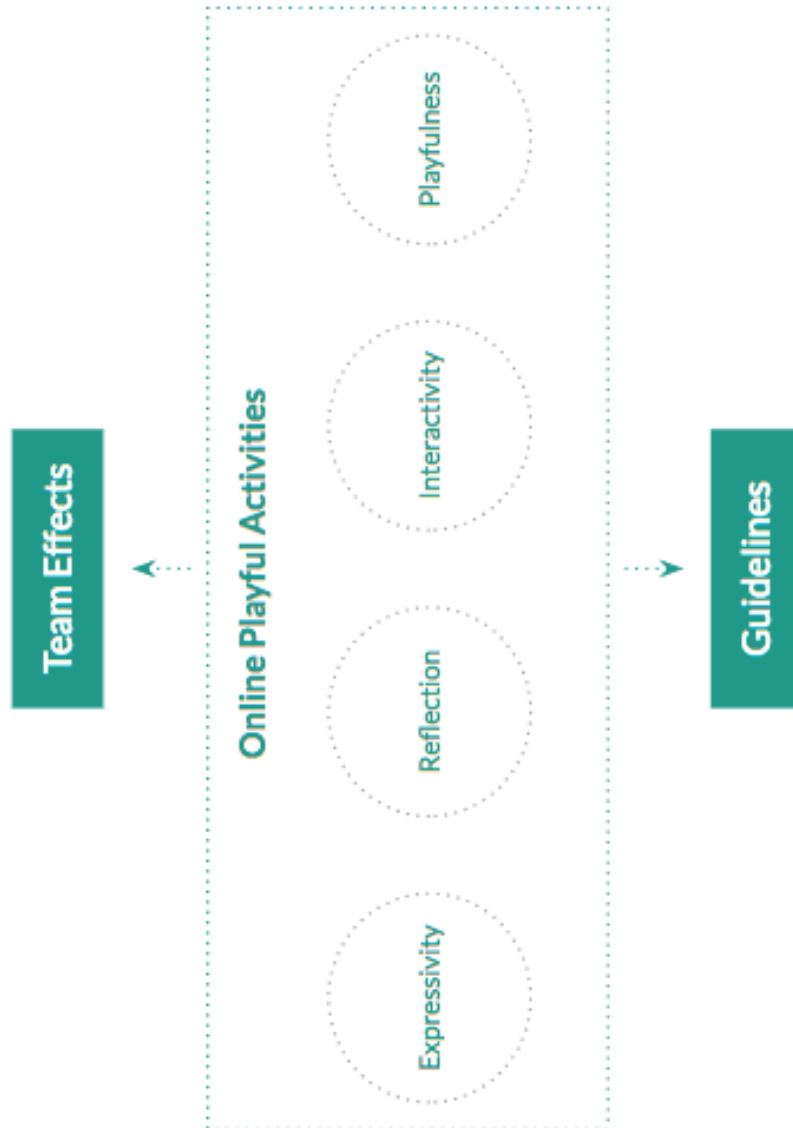 Team Effects
Online Playful Activities
Expressivity
Reflection
Interactivity
Playfulness
Guidelines